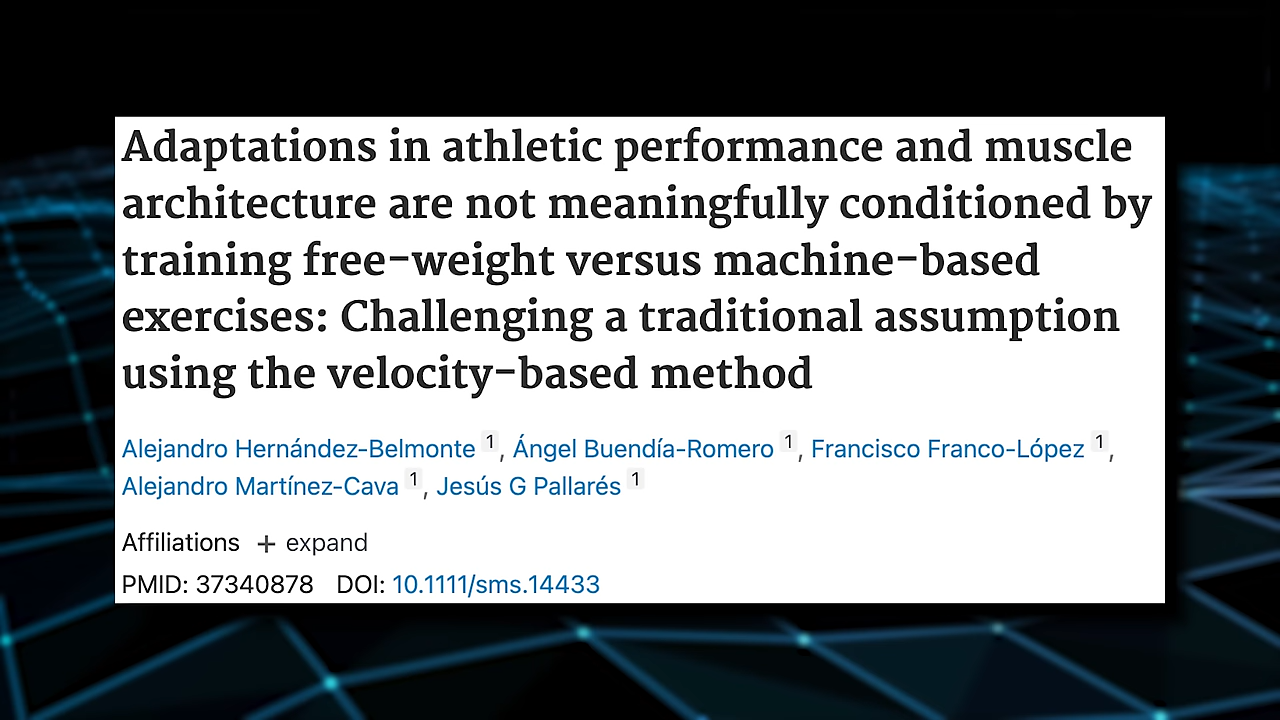 Adaptations in athletic performance and muscle
architecture are not meaningfully conditioned by
training free-weight versus machine-based
exercises: Challenging a traditional assumption
using the velocity-based method
Alejandro Hernández-Belmonte 1, Ángel Buendía-Romero 1, Francisco Franco-López 1,
Alejandro Martínez-Cava 1, Jesús G Pallarés 1
Affiliations + expand
PMID: 37340878 DOI: 10.1111/sms.14433